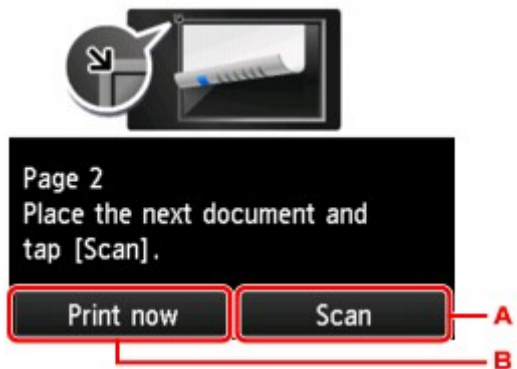 Page 2
Place the next document and
tap [Scan].
Print now
Scan
A
B